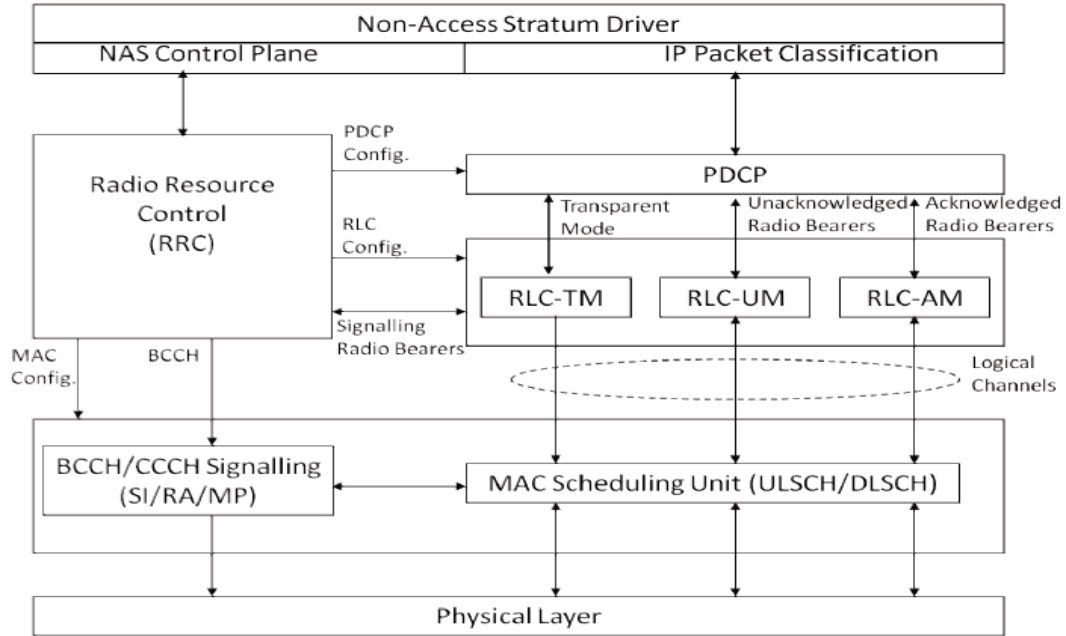 Non-Access Stratum Driver
NAS Control Plane
IP Packet Classification
PDCP
Config.
Radio Resource
Control
(RRC)
PDCP
Transparent
Mode
Unacknowledged
Radio Bearers
Acknowledged
Radio Bearers
RLC
Config.
RLC-TM
RLC-UM
RLC-AM
Signalling
Radio Bearers
MAC
Config.
BCCH
Logical
Channels
BCCH/CCCH Signalling
(SI/RA/MP)
MAC Scheduling Unit (ULSCH/DLSCH)
Physical Layer